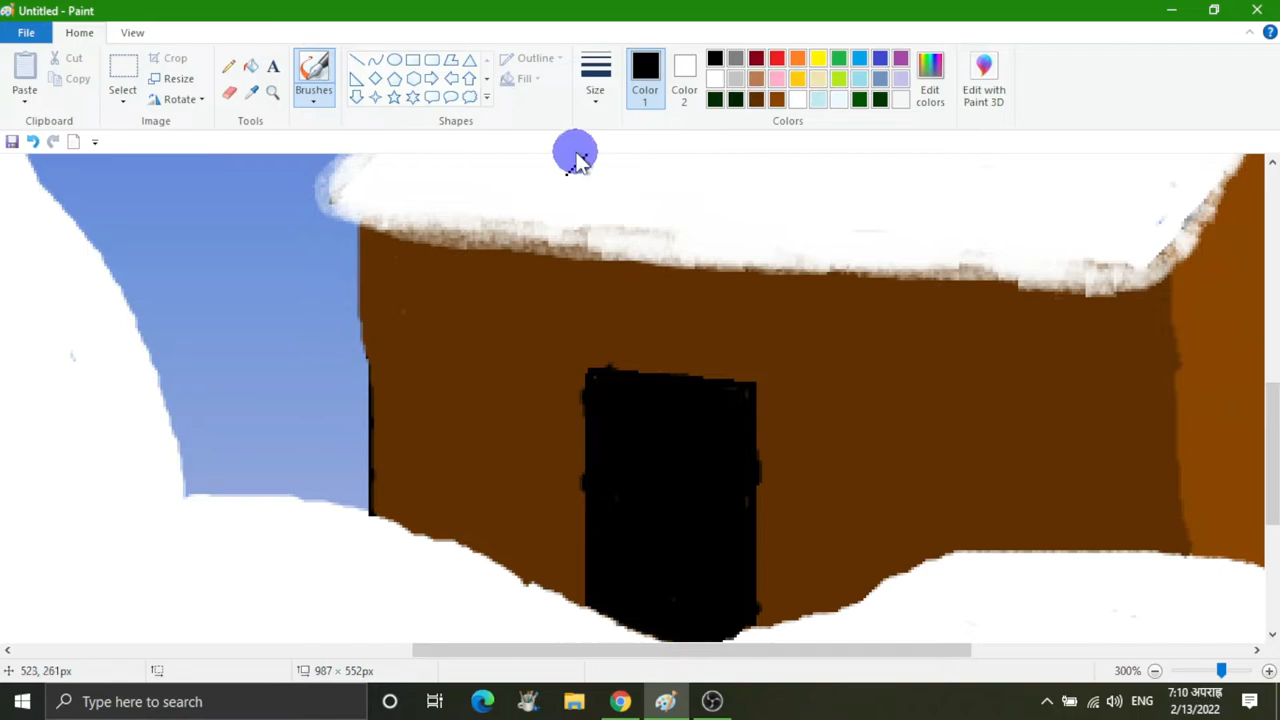 Untitled - Paint
File Home View
Paste
Cut
Copy
Clipboard
Select
Crop
Resize
Rotate
Image
A
Tools
Brushes
Outline
Fill
Shapes
Size
Color 1
Color 2
Edit colors
Edit with Paint 3D
Colors
523, 261px
987 × 552px
300%
Type here to search
ENG
7:10 अपराह्न
2/13/2022